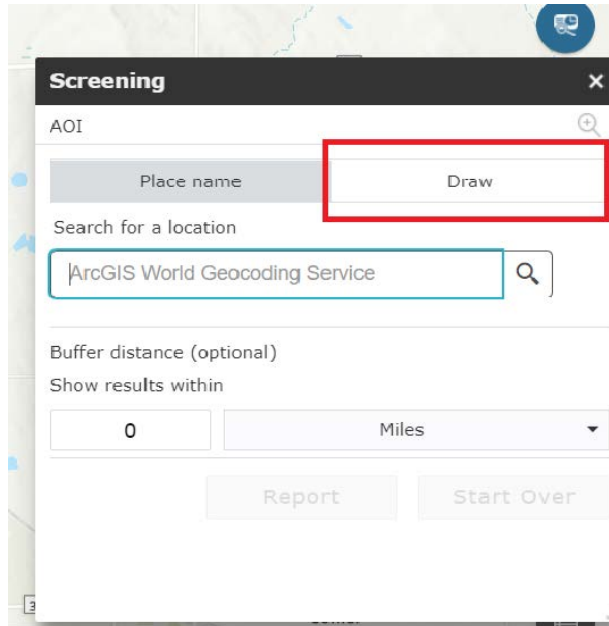 Screening
AOI
Place name
Draw
Search for a location
ArcGIS World Geocoding Service
Buffer distance (optional)
Show results within
0
Miles
Report
Start Over
3